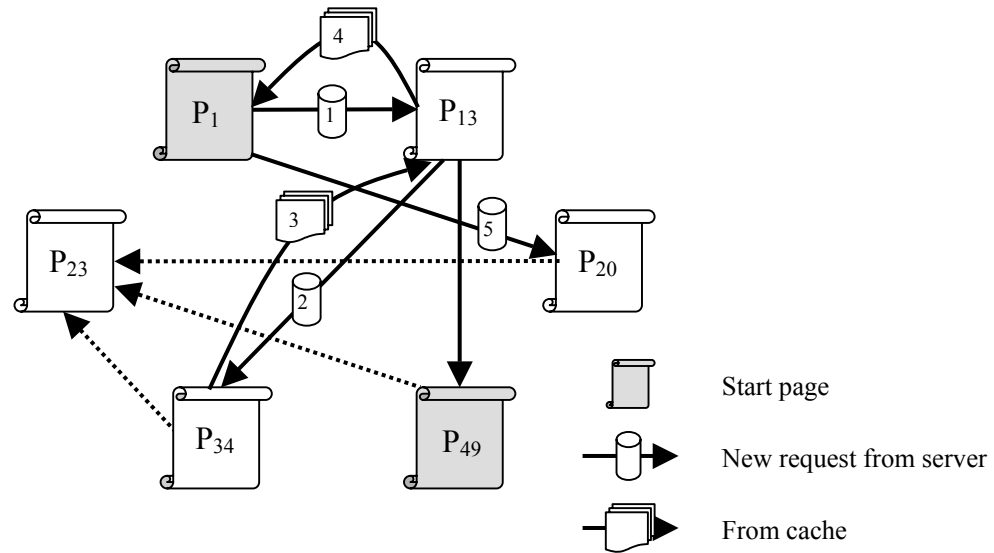 4
P1
1
P13
3
5
P23
2
P20
P34
P49
Start page
New request from server
From cache